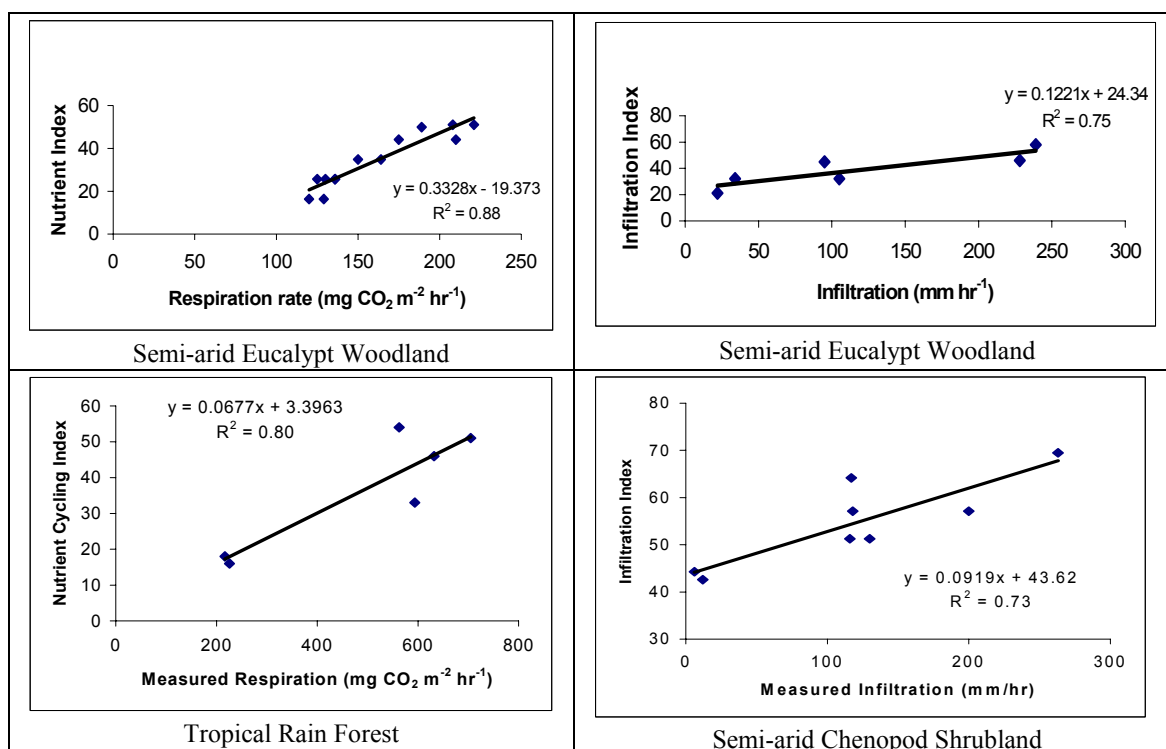 Nutrient Index
60
40
20
0
y = 0.3328x - 19.373
R² = 0.88
0 50 100 150 200 250
Respiration rate (mg CO₂ m⁻² hr⁻¹)
Semi-arid Eucalypt Woodland
Infiltration Index
80
60
40
20
0
y = 0.1221x + 24.34
R² = 0.75
0 50 100 150 200 250 300
Infiltration (mm hr⁻¹)
Semi-arid Eucalypt Woodland
Nutrient Cycling Index
60
50
40
30
20
10
0
y = 0.0677x + 3.3963
R² = 0.80
0 200 400 600 800
Measured Respiration (mg CO₂ m⁻² hr⁻¹)
Tropical Rain Forest
Infiltration Index
80
70
60
50
40
30
y = 0.0919x + 43.62
R² = 0.73
0 100 200 300
Measured Infiltration (mm/hr)
Semi-arid Chenopod Shrubland